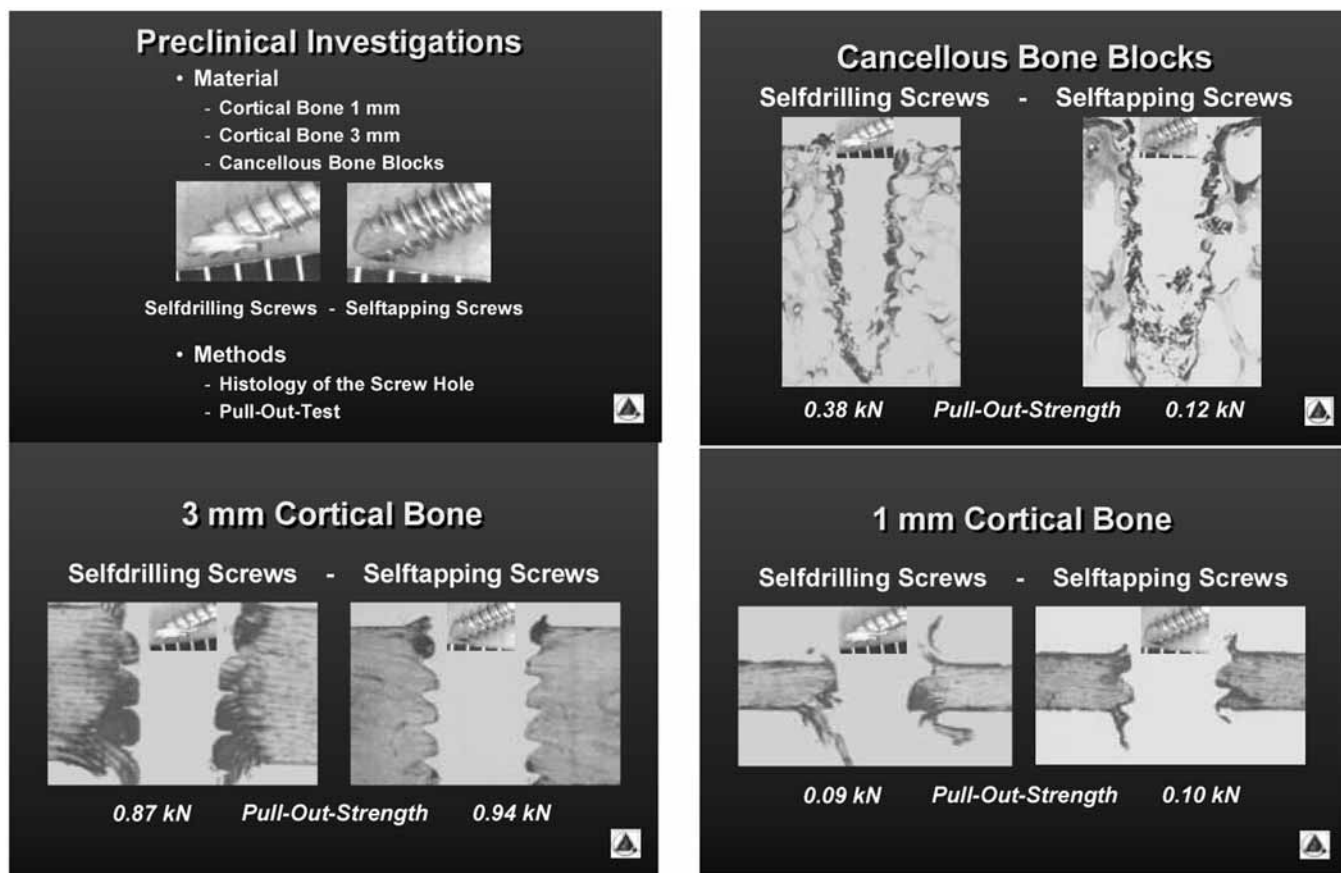 Preclinical Investigations
• Material
- Cortical Bone 1 mm
- Cortical Bone 3 mm
- Cancellous Bone Blocks
Selfdrilling Screws - Selftapping Screws
• Methods
- Histology of the Screw Hole
- Pull-Out-Test
Cancellous Bone Blocks
Selfdrilling Screws - Selftapping Screws
0.38 kN Pull-Out-Strength 0.12 kN
3 mm Cortical Bone
Selfdrilling Screws - Selftapping Screws
0.87 kN Pull-Out-Strength 0.94 kN
1 mm Cortical Bone
Selfdrilling Screws - Selftapping Screws
0.09 kN Pull-Out-Strength 0.10 kN